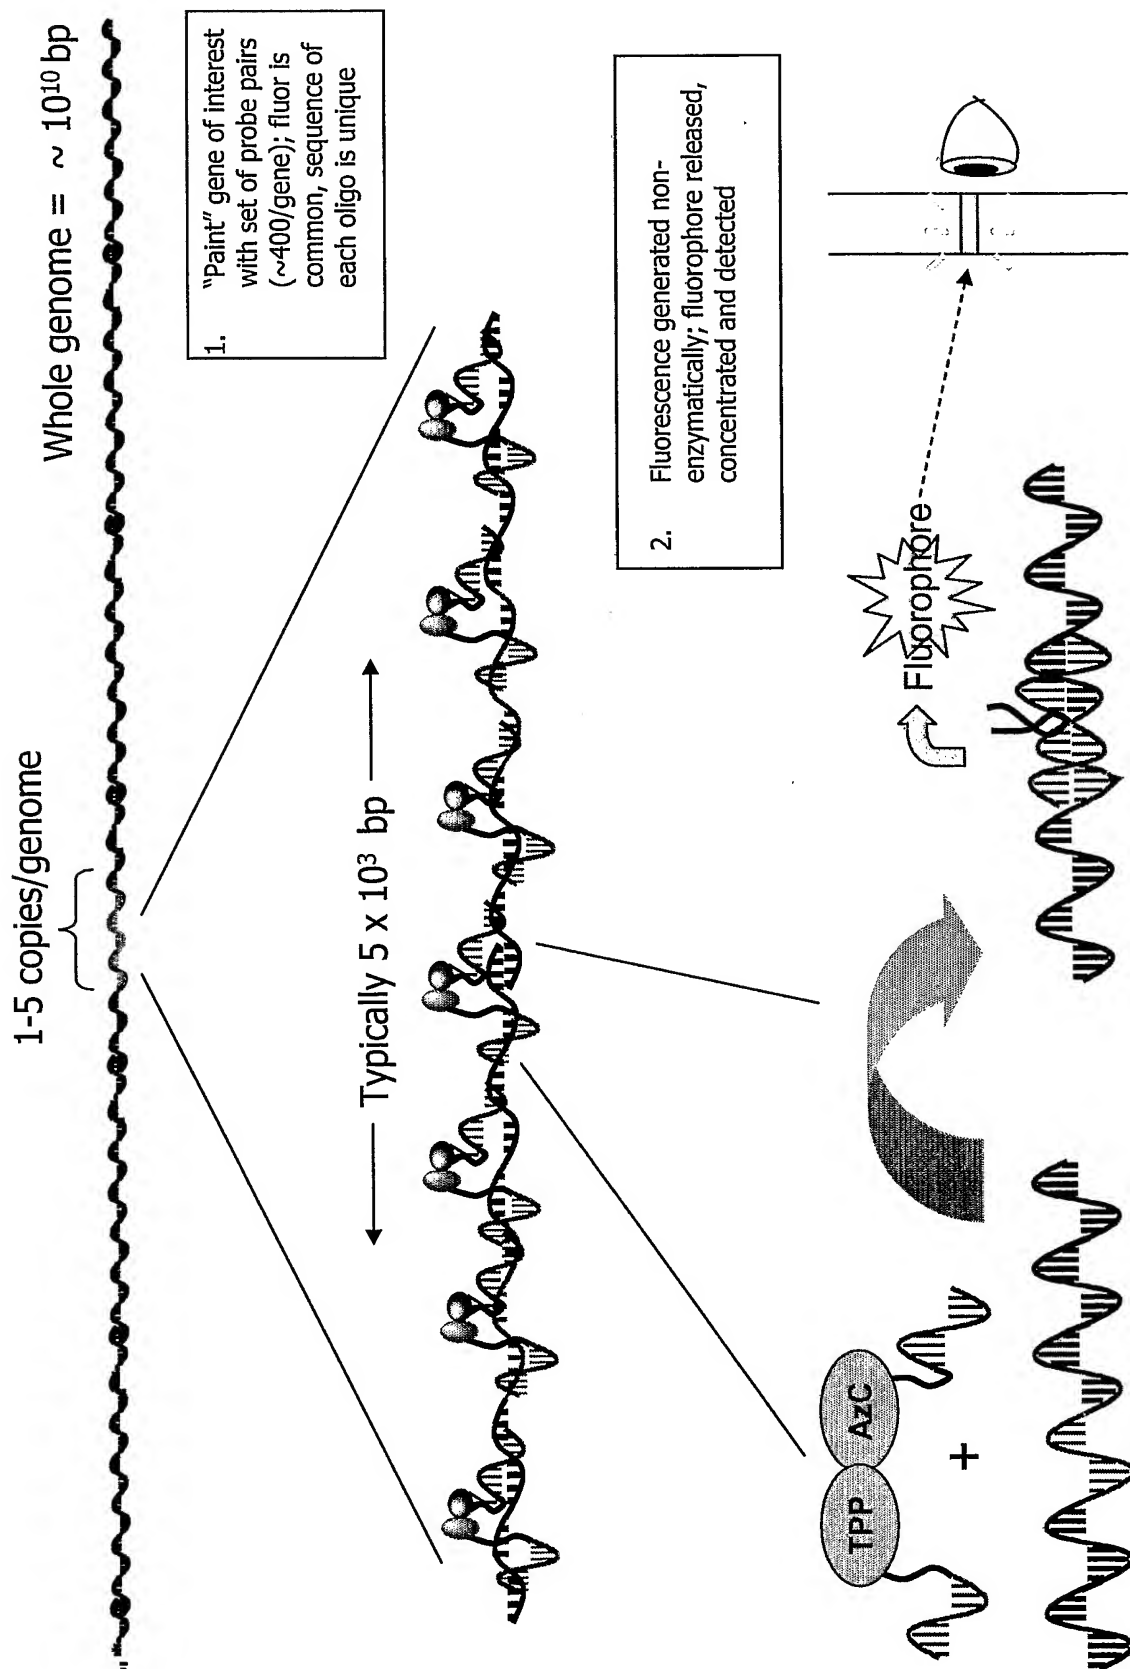 1-5 copies/genome
Whole genome = ~ 10¹⁰ bp
1. "Paint" gene of interest
with set of probe pairs
(~400/gene); fluor is
common, sequence of
each oligo is unique
Typically 5 x 10³ bp
2. Fluorescence generated non-
enzymatically; fluorophore released,
concentrated and detected
TPP
AzC
+
Fluorophore